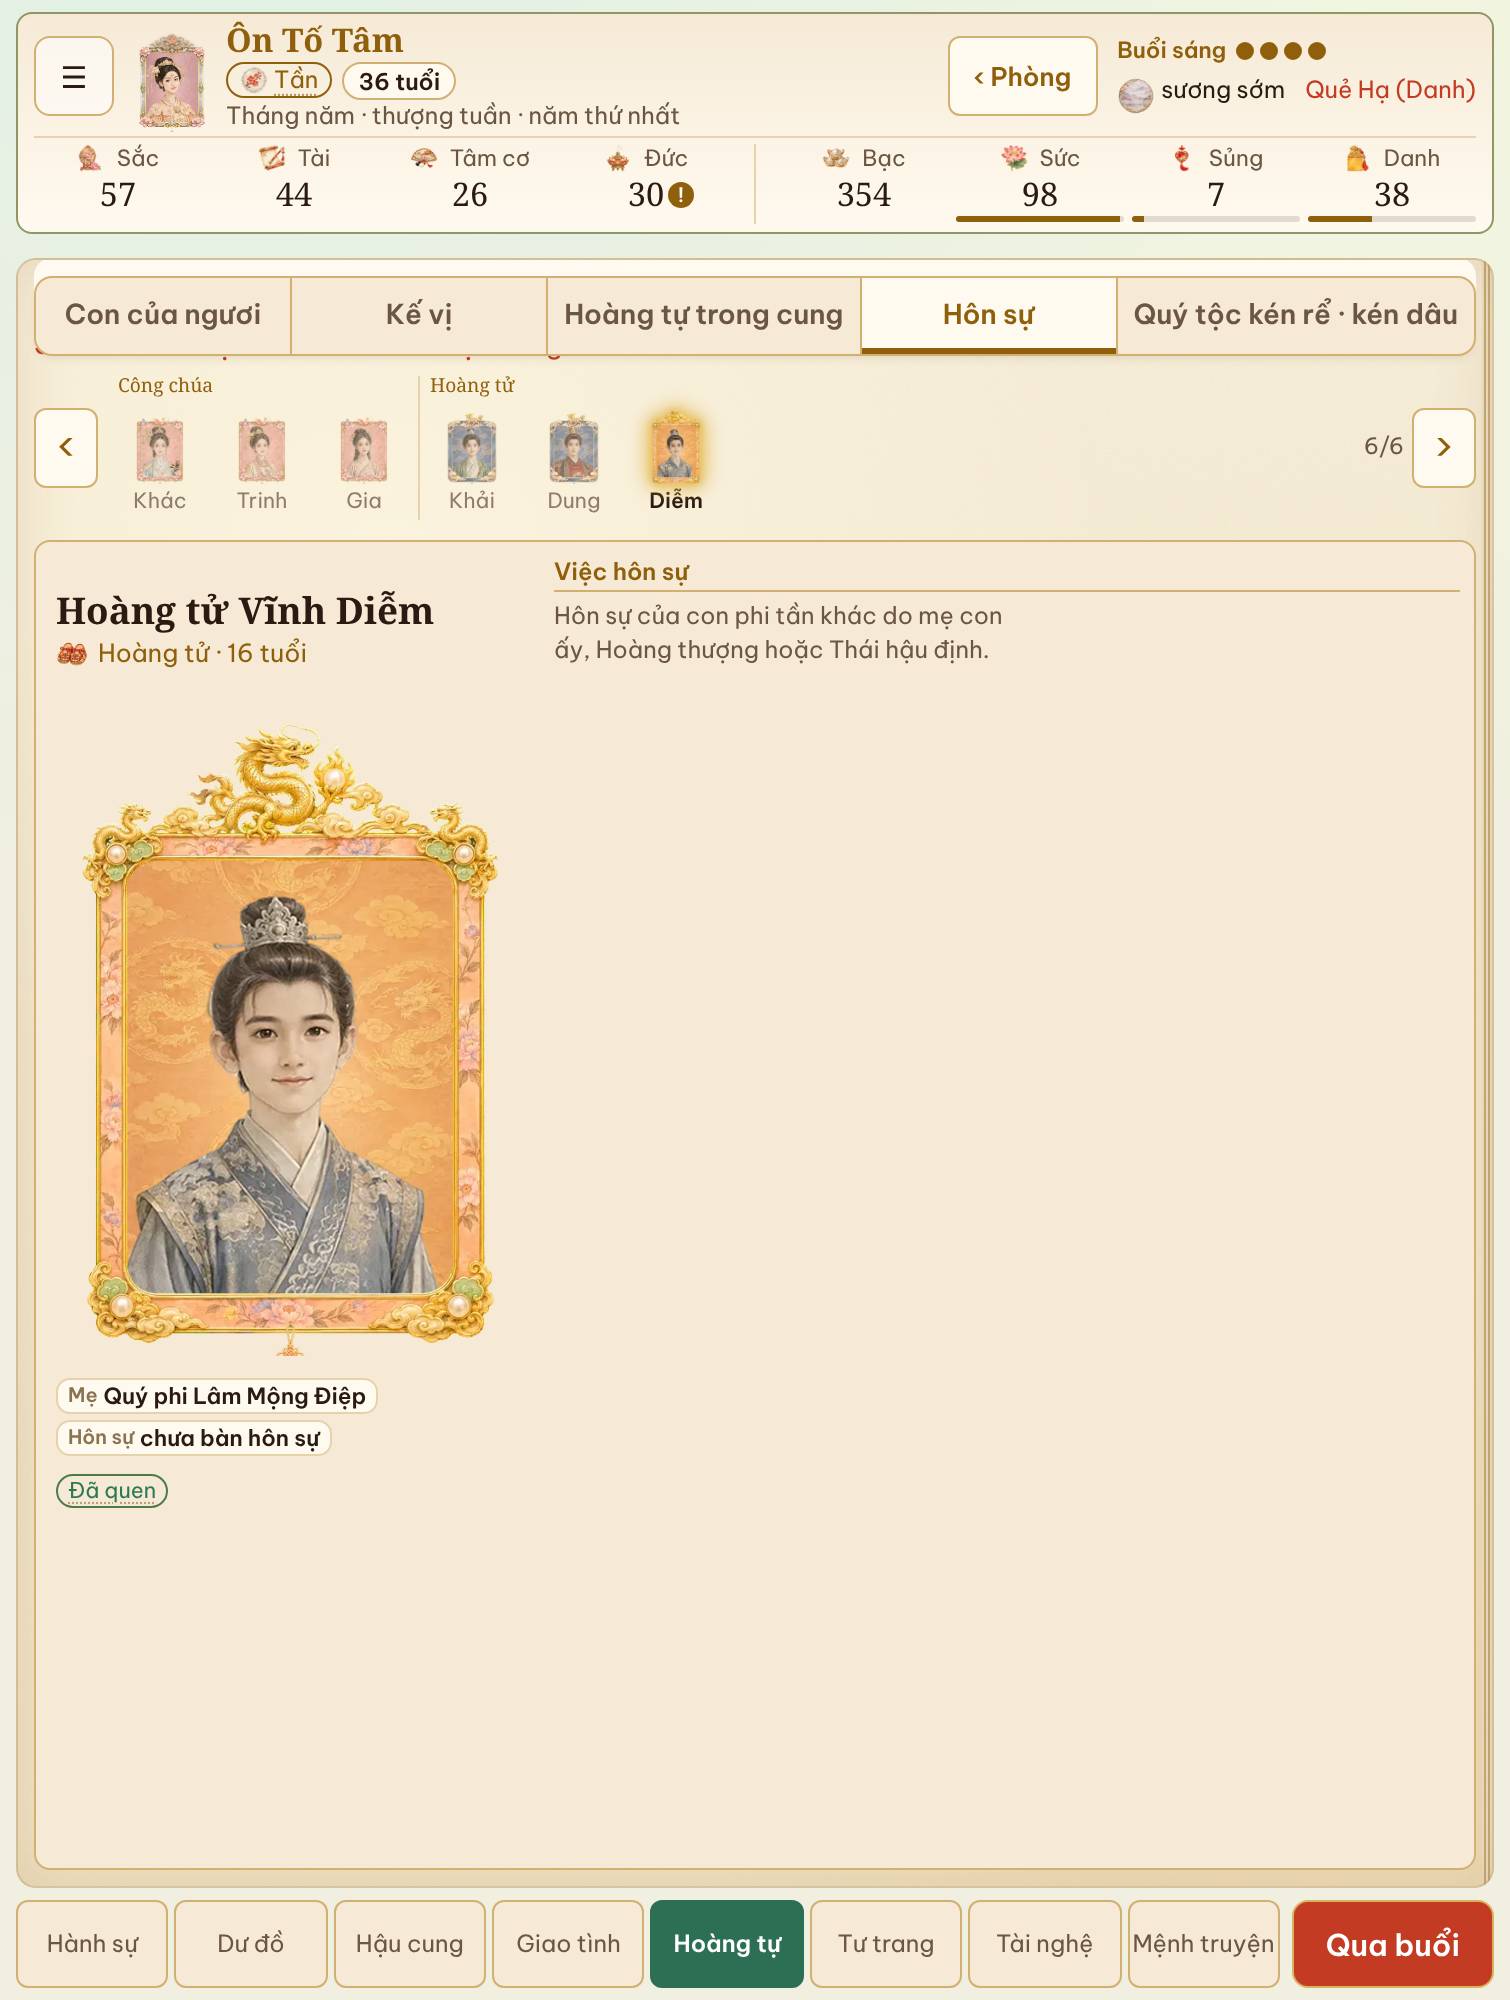 ☰
Ôn Tố Tâm
Tần
36 tuổi
Tháng năm · thượng tuần · năm thứ nhất
‹ Phòng
Buổi sáng
sương sớm
Quẻ Hạ (Danh)
Sắc
57
Tài
44
Tâm cơ
26
Đức
30 !
Bạc
354
Sức
98
Sủng
7
Danh
38
Con của ngươi
Kế vị
Hoàng tự trong cung
Hôn sự
Quý tộc kén rể · kén dâu
Công chúa
Hoàng tử
‹
Khác
Trinh
Gia
Khải
Dung
Diễm
6/6
›
Hoàng tử Vĩnh Diễm
Hoàng tử · 16 tuổi
Việc hôn sự
Hôn sự của con phi tần khác do mẹ con
ấy, Hoàng thượng hoặc Thái hậu định.
Mẹ Quý phi Lâm Mộng Điệp
Hôn sự chưa bàn hôn sự
Đã quen
Hành sự
Dư đồ
Hậu cung
Giao tình
Hoàng tự
Tư trang
Tài nghệ
Mệnh truyện
Qua buổi